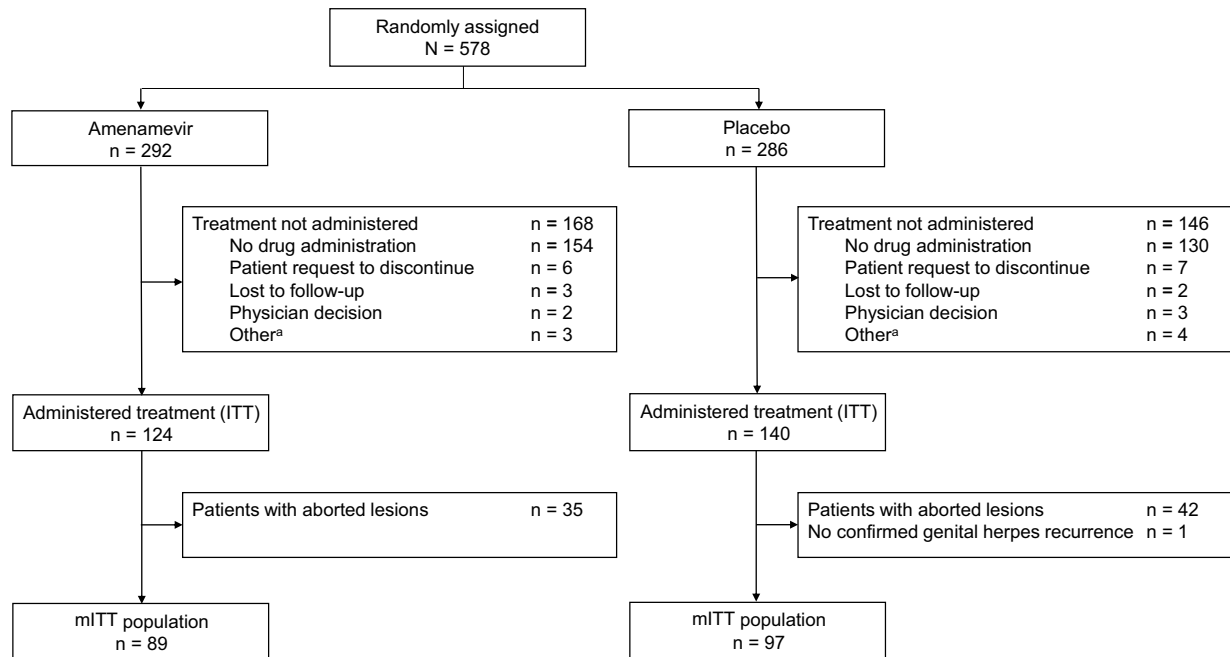 Randomly assigned
N = 578
Amenamevir
n = 292
Placebo
n = 286
Treatment not administered n = 168
No drug administration n = 154
Patient request to discontinue n = 6
Lost to follow-up n = 3
Physician decision n = 2
Otherᵃ n = 3
Treatment not administered n = 146
No drug administration n = 130
Patient request to discontinue n = 7
Lost to follow-up n = 2
Physician decision n = 3
Otherᵃ n = 4
Administered treatment (ITT)
n = 124
Administered treatment (ITT)
n = 140
Patients with aborted lesions n = 35
Patients with aborted lesions n = 42
No confirmed genital herpes recurrence n = 1
mITT population
n = 89
mITT population
n = 97